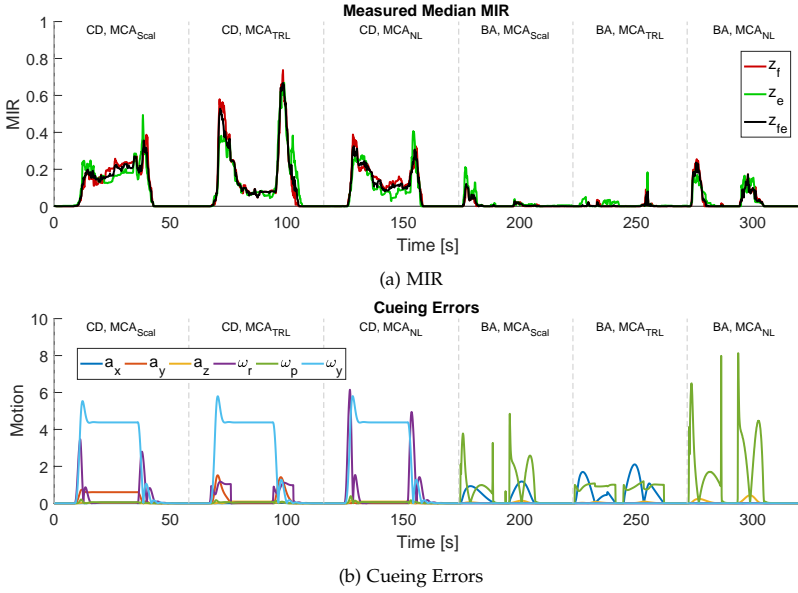 Measured Median MIR
CD, MCA_Scal CD, MCA_TRL CD, MCA_NL BA, MCA_Scal BA, MCA_TRL BA, MCA_NL
1
0.8
0.6
0.4
0.2
0
MIR
z_f
z_e
z_fe
0 50 100 150 200 250 300
Time [s]
(a) MIR
Cueing Errors
CD, MCA_Scal CD, MCA_TRL CD, MCA_NL BA, MCA_Scal BA, MCA_TRL BA, MCA_NL
10
8
6
4
2
0
Motion
a_x a_y a_z ω_r ω_p ω_y
0 50 100 150 200 250 300
Time [s]
(b) Cueing Errors